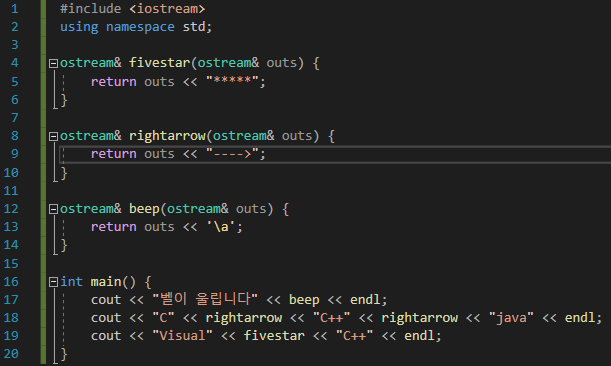 1 #include <iostream>
2 using namespace std;
3
4 ostream& fivestar(ostream& outs) {
5 return outs << "*****";
6 }
7
8 ostream& rightarrow(ostream& outs) {
9 return outs << "---->";
10 }
11
12 ostream& beep(ostream& outs) {
13 return outs << '\a';
14 }
15
16 int main() {
17 cout << "벨이 울립니다" << beep << endl;
18 cout << "C" << rightarrow << "C++" << rightarrow << "java" << endl;
19 cout << "Visual" << fivestar << "C++" << endl;
20 }